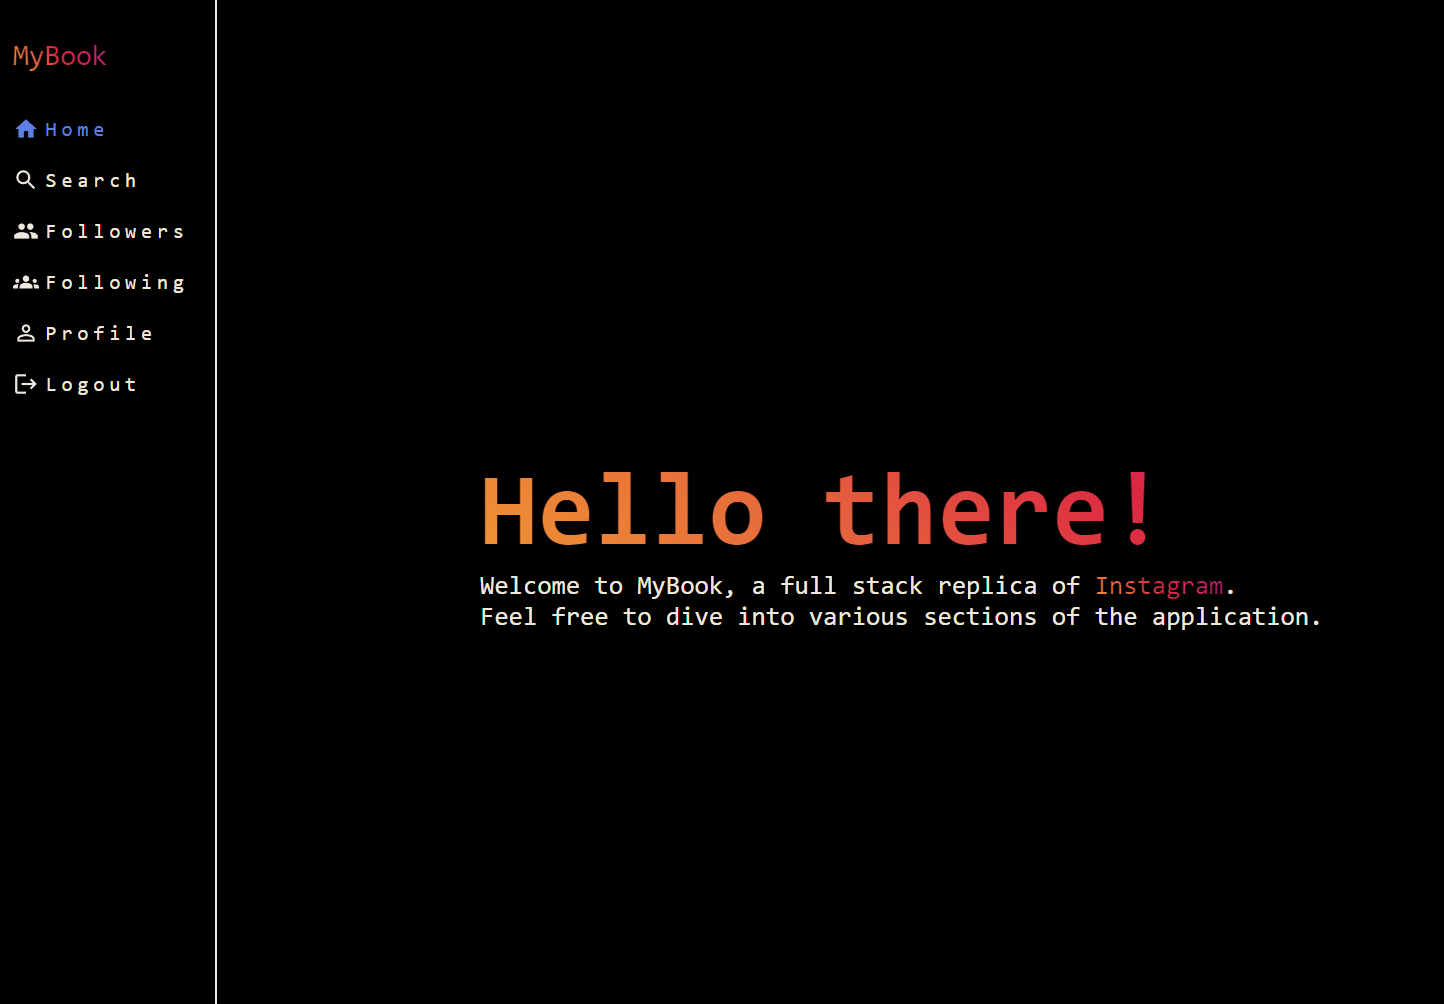 MyBook
Home
Search
Followers
Following
Profile
Logout
Hello there!
Welcome to MyBook, a full stack replica of Instagram.
Feel free to dive into various sections of the application.